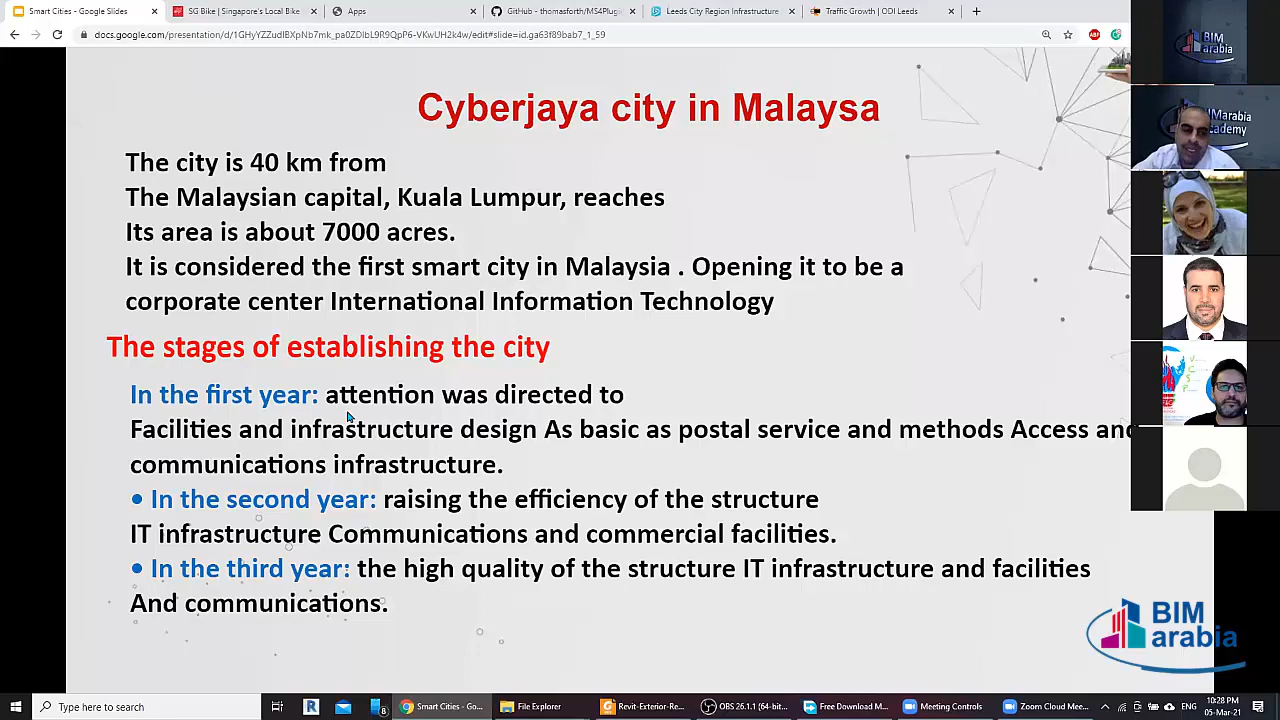 Smart Cities - Google Slides
SG Bike | Singapore's Local Bike
Apps
GitHub - thomasforth/MS4Plugin
Leeds City Region Infrastructure
Traffic Growth | ODI Leeds
BIM
arabia
BIMarabia
Academy
Cyberjaya city in Malaysa
The city is 40 km from
The Malaysian capital, Kuala Lumpur, reaches
Its area is about 7000 acres.
It is considered the first smart city in Malaysia . Opening it to be a
corporate center International Information Technology
The stages of establishing the city
In the first year: attention was directed to
Facilities and infrastructure design As basic as postal service and methods Access and
communications infrastructure.
• In the second year: raising the efficiency of the structure
IT infrastructure Communications and commercial facilities.
• In the third year: the high quality of the structure IT infrastructure and facilities
And communications.
BIM
arabia
Type here to search
Smart Cities - Goo...
File Explorer
Revit-Exterior-Re...
OBS 26.1.1 (64-bit...
Free Download M...
Meeting Controls
Zoom Cloud Mee...
ENG
10:28 PM
05-Mar-21